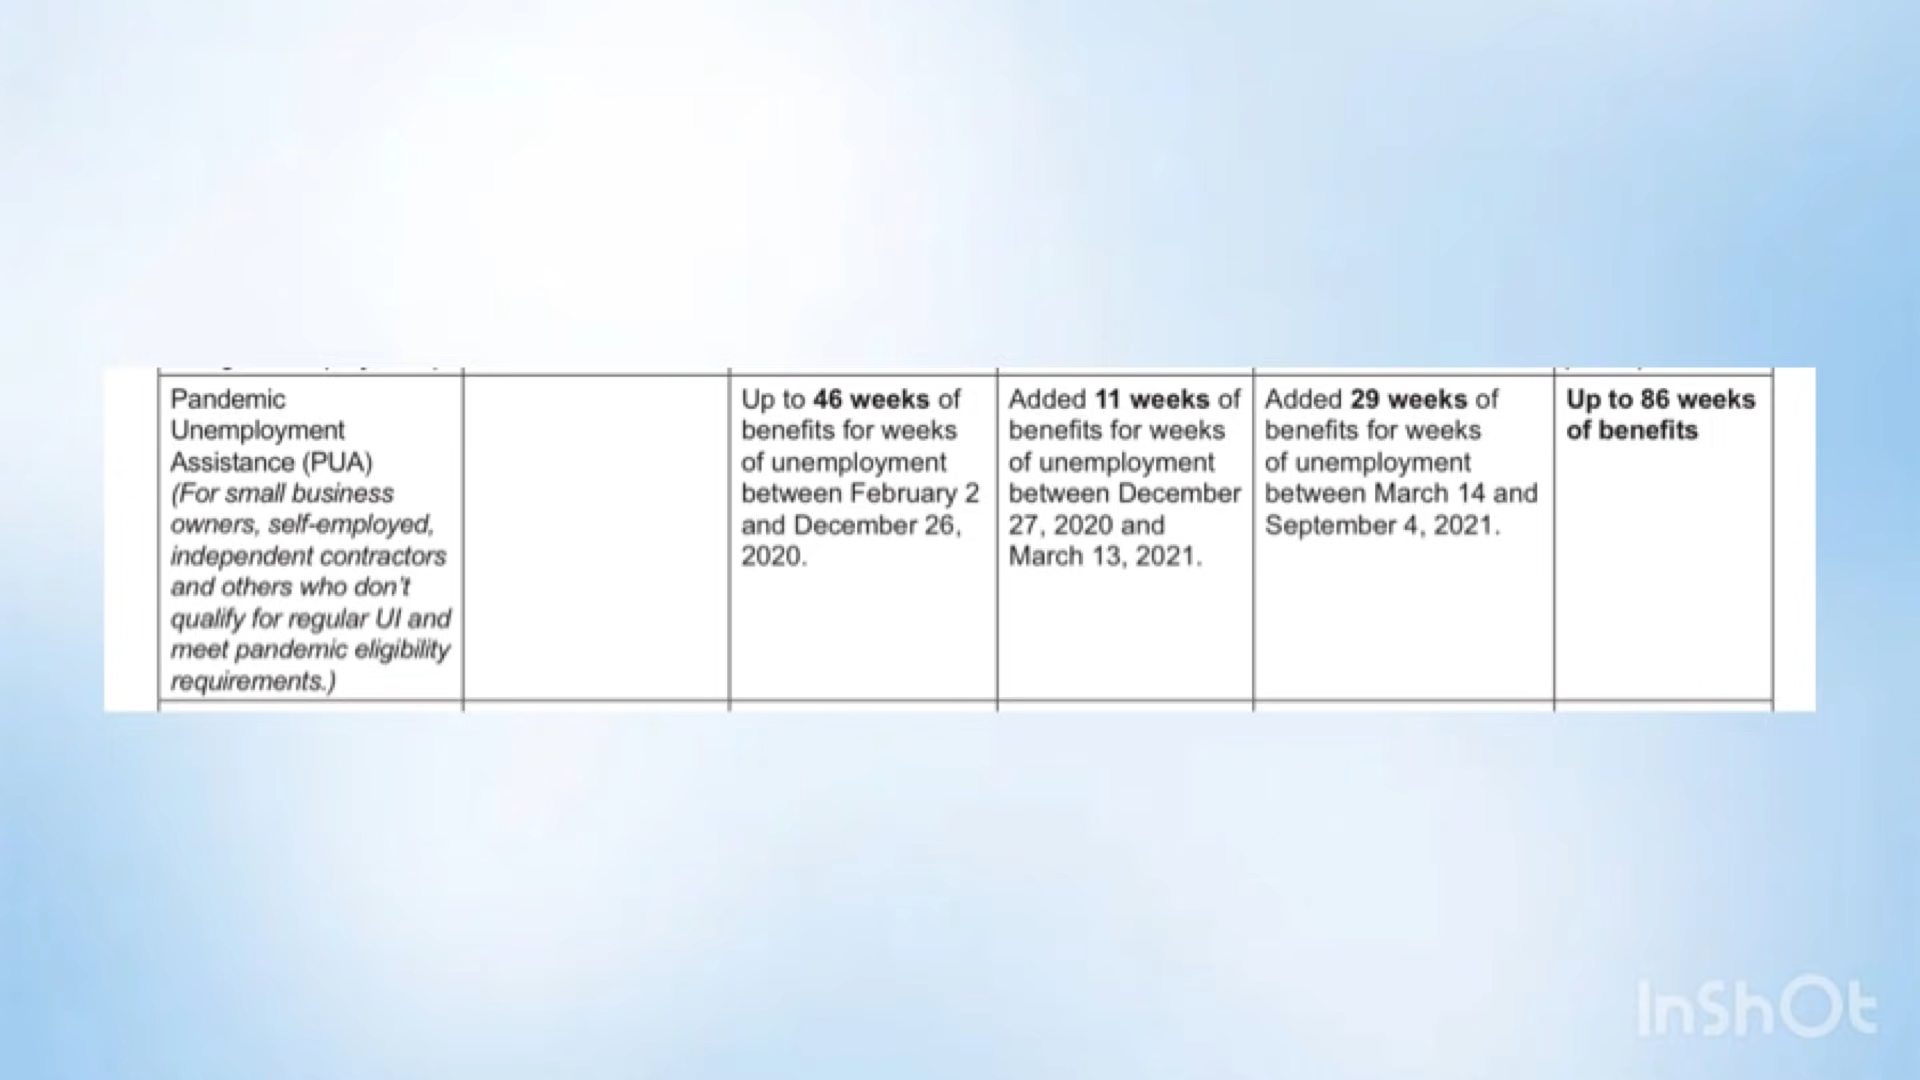 Pandemic
Unemployment
Assistance (PUA)
(For small business
owners, self-employed,
independent contractors
and others who don't
qualify for regular UI and
meet pandemic eligibility
requirements.)
Up to 46 weeks of
benefits for weeks
of unemployment
between February 2
and December 26,
2020.
Added 11 weeks of
benefits for weeks
of unemployment
between December
27, 2020 and
March 13, 2021.
Added 29 weeks of
benefits for weeks
of unemployment
between March 14 and
September 4, 2021.
Up to 86 weeks
of benefits
InShOt